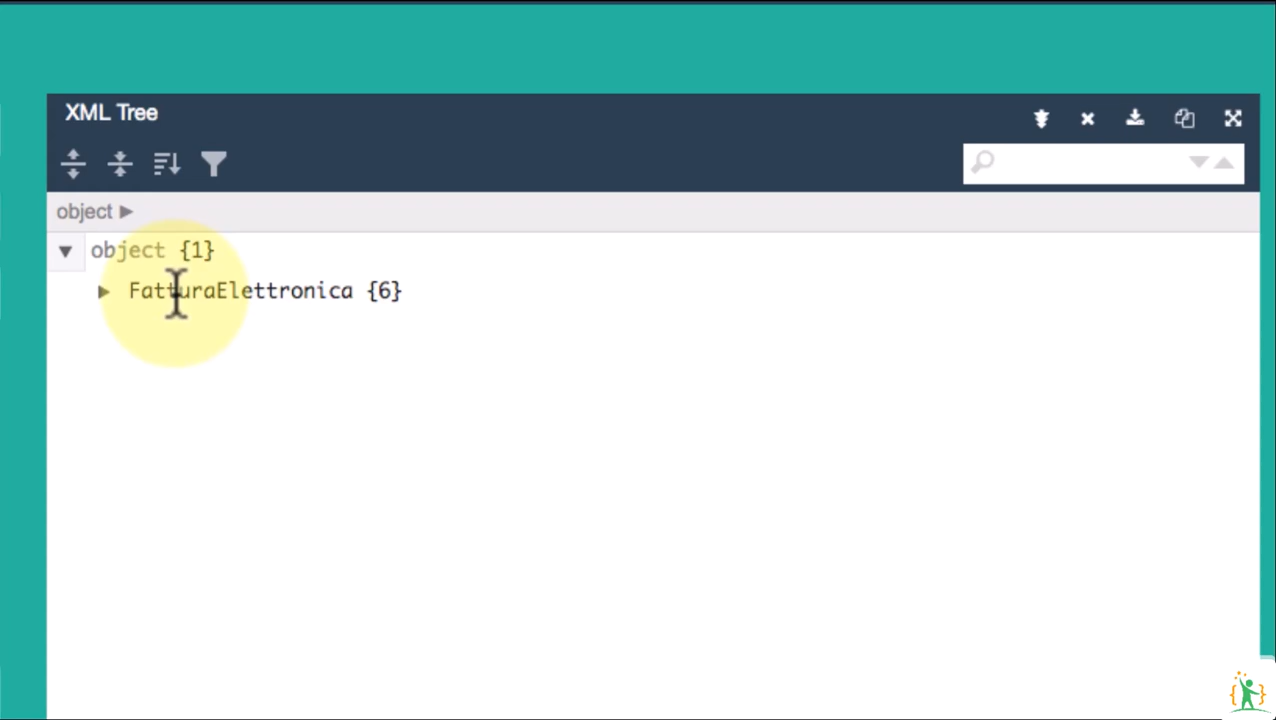 XML Tree
object ►
▼ object {1}
► FatturaElettronica {6}